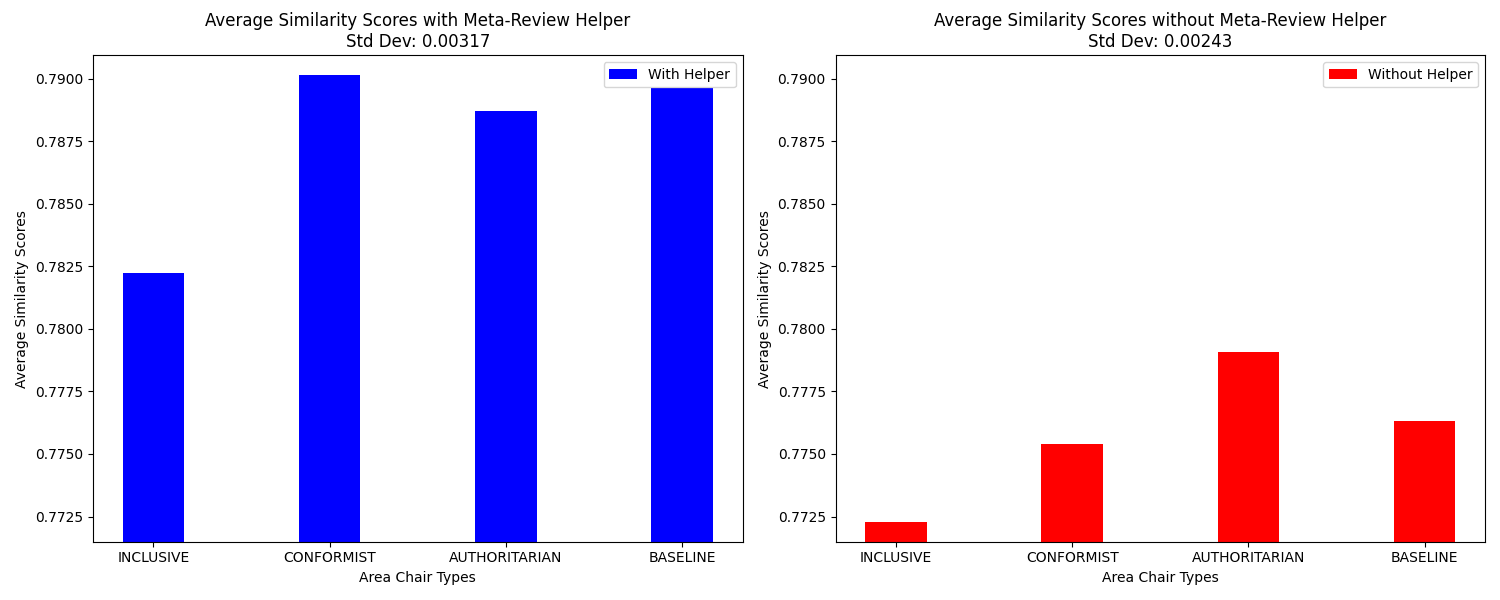 Average Similarity Scores with Meta-Review Helper
Std Dev: 0.00317
With Helper
0.7900
0.7875
0.7850
0.7825
0.7800
0.7775
0.7750
0.7725
Average Similarity Scores
INCLUSIVE CONFORMIST AUTHORITARIAN BASELINE
Area Chair Types
Average Similarity Scores without Meta-Review Helper
Std Dev: 0.00243
Without Helper
0.7900
0.7875
0.7850
0.7825
0.7800
0.7775
0.7750
0.7725
Average Similarity Scores
INCLUSIVE CONFORMIST AUTHORITARIAN BASELINE
Area Chair Types